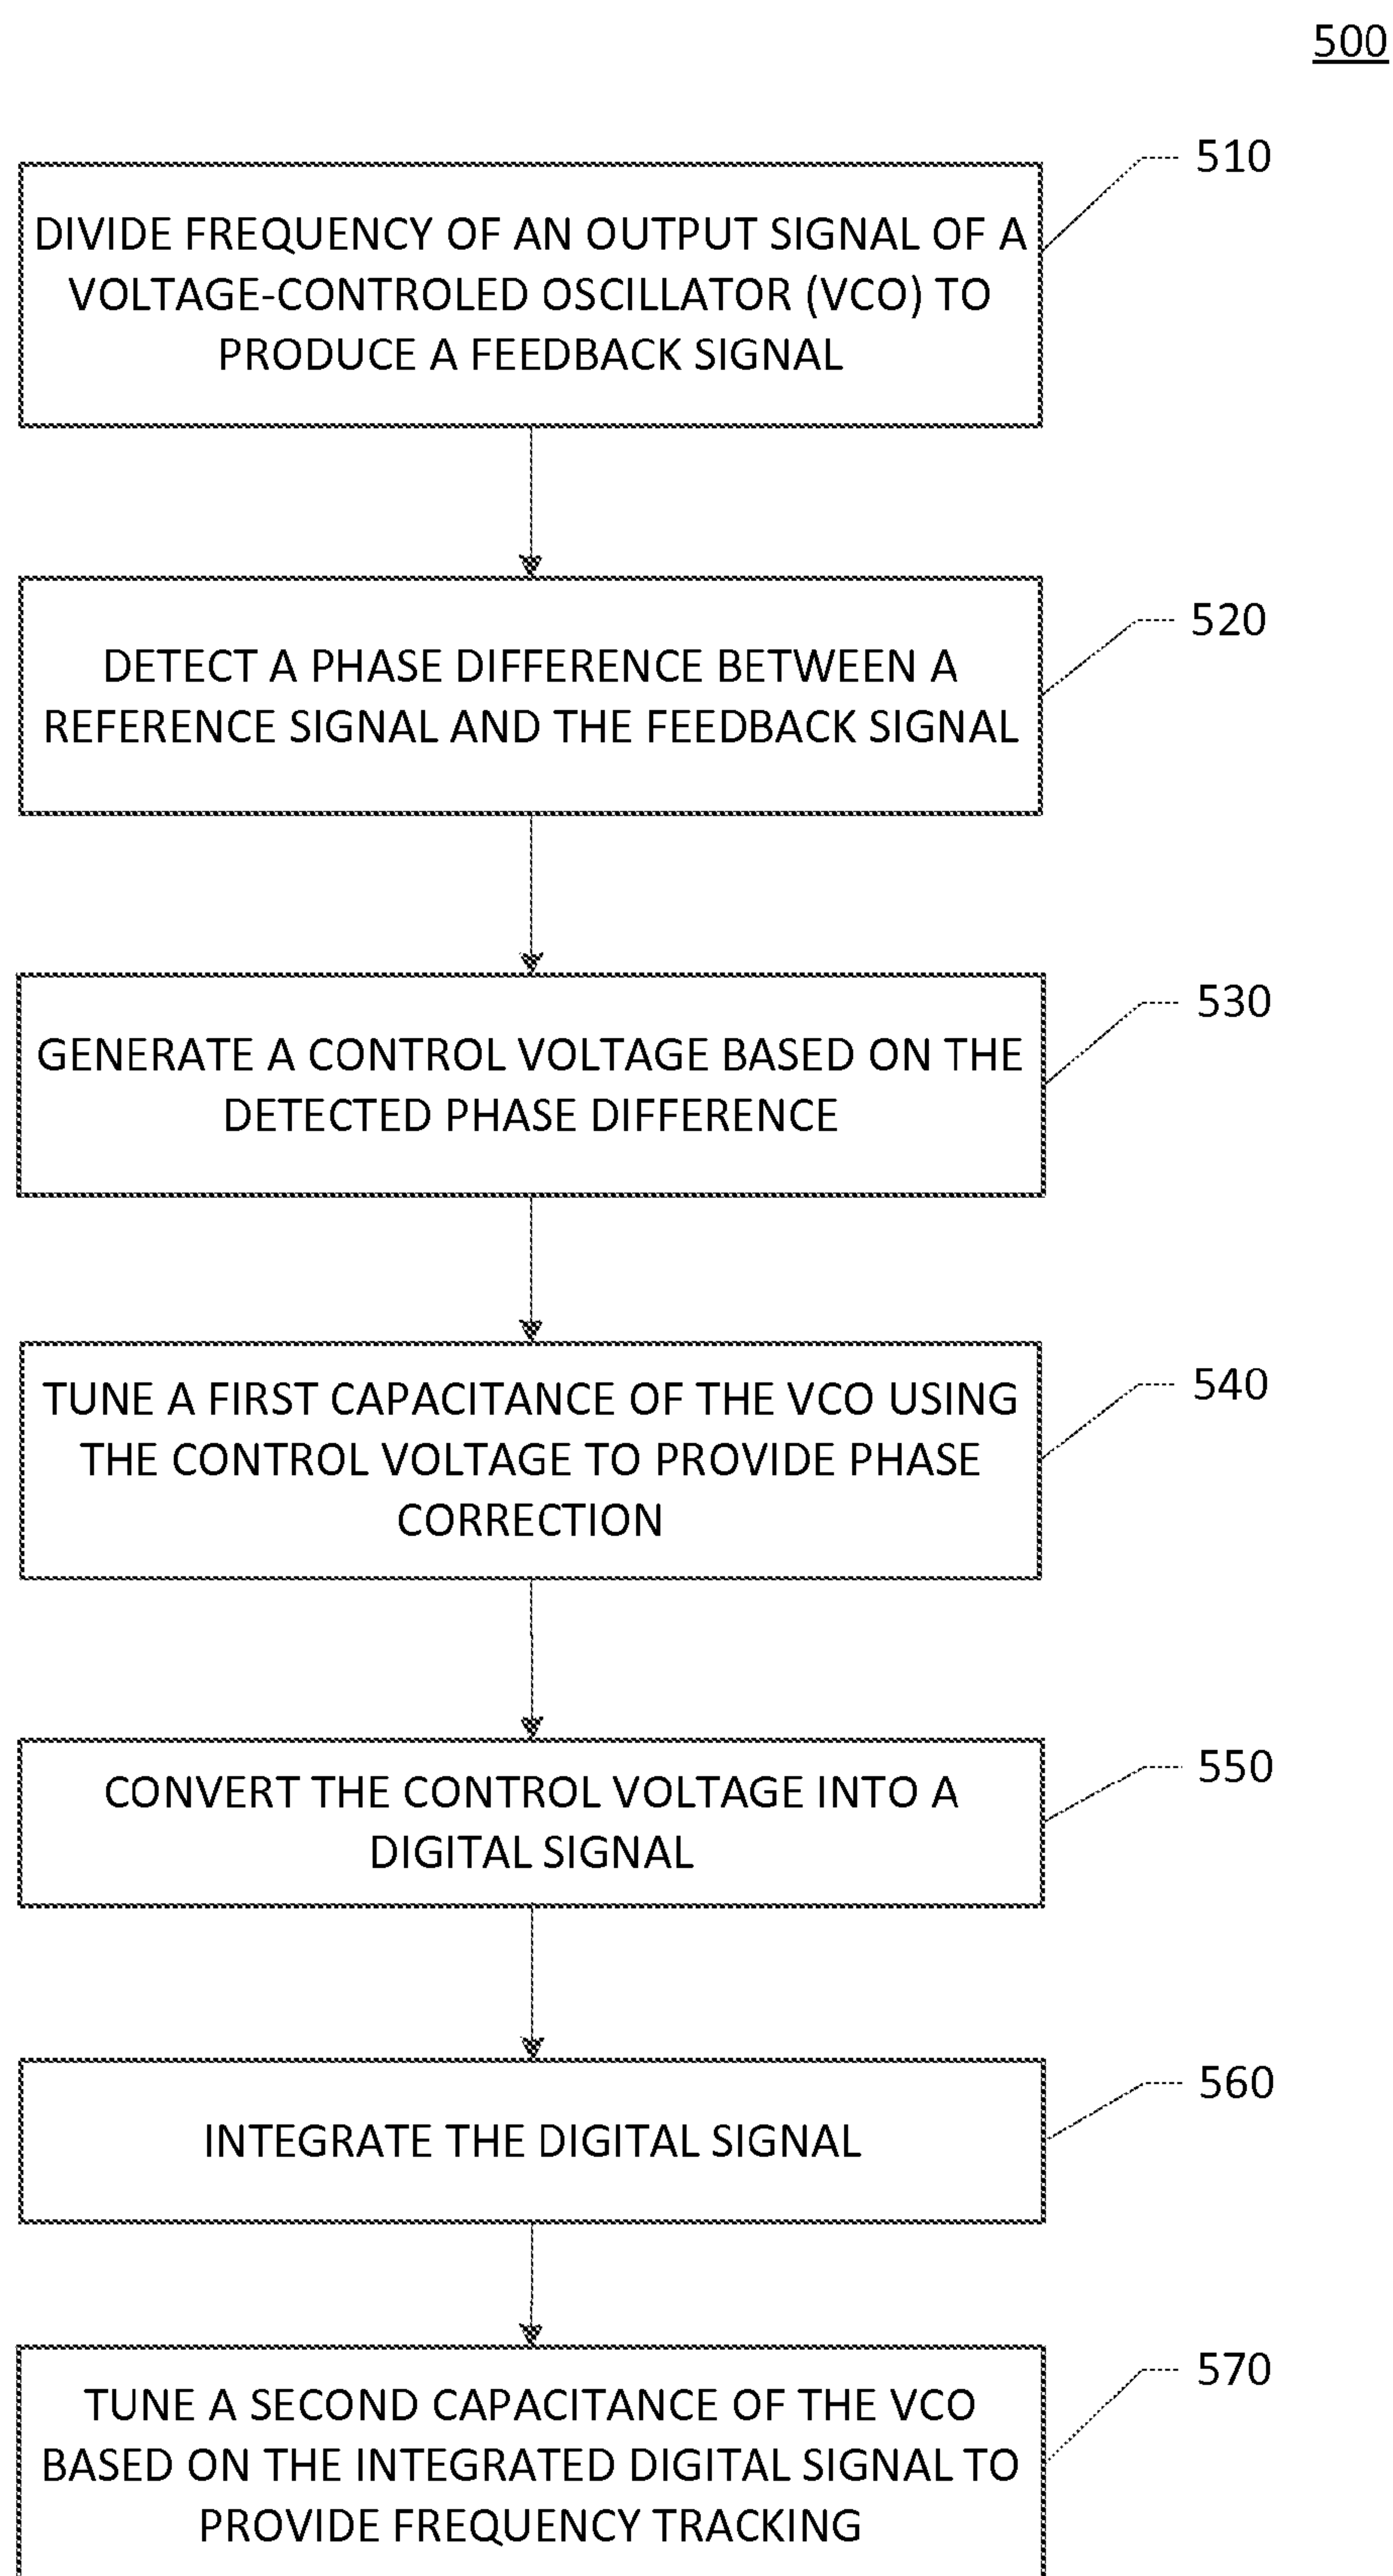 500
510
DIVIDE FREQUENCY OF AN OUTPUT SIGNAL OF A
VOLTAGE-CONTROLED OSCILLATOR (VCO) TO
PRODUCE A FEEDBACK SIGNAL
520
DETECT A PHASE DIFFERENCE BETWEEN A
REFERENCE SIGNAL AND THE FEEDBACK SIGNAL
530
GENERATE A CONTROL VOLTAGE BASED ON THE
DETECTED PHASE DIFFERENCE
540
TUNE A FIRST CAPACITANCE OF THE VCO USING
THE CONTROL VOLTAGE TO PROVIDE PHASE
CORRECTION
550
CONVERT THE CONTROL VOLTAGE INTO A
DIGITAL SIGNAL
560
INTEGRATE THE DIGITAL SIGNAL
570
TUNE A SECOND CAPACITANCE OF THE VCO
BASED ON THE INTEGRATED DIGITAL SIGNAL TO
PROVIDE FREQUENCY TRACKING